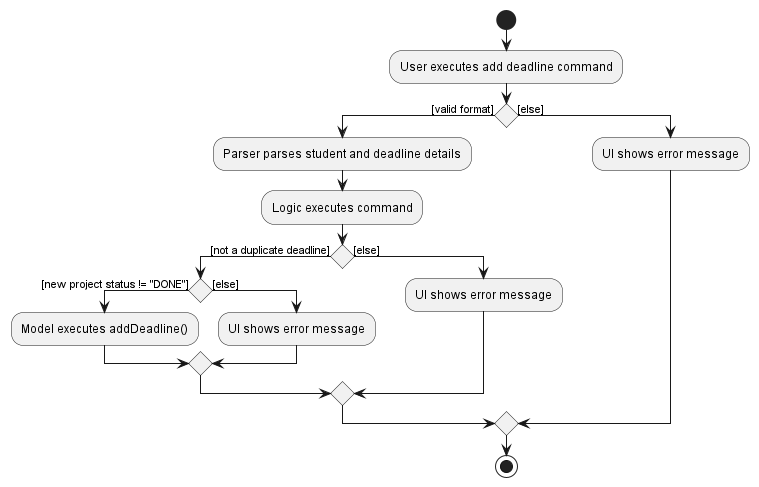 User executes add deadline command
[valid format]
[else]
Parser parses student and deadline details
UI shows error message
Logic executes command
[not a duplicate deadline]
[else]
[new project status != "DONE"]
[else]
UI shows error message
Model executes addDeadline()
UI shows error message